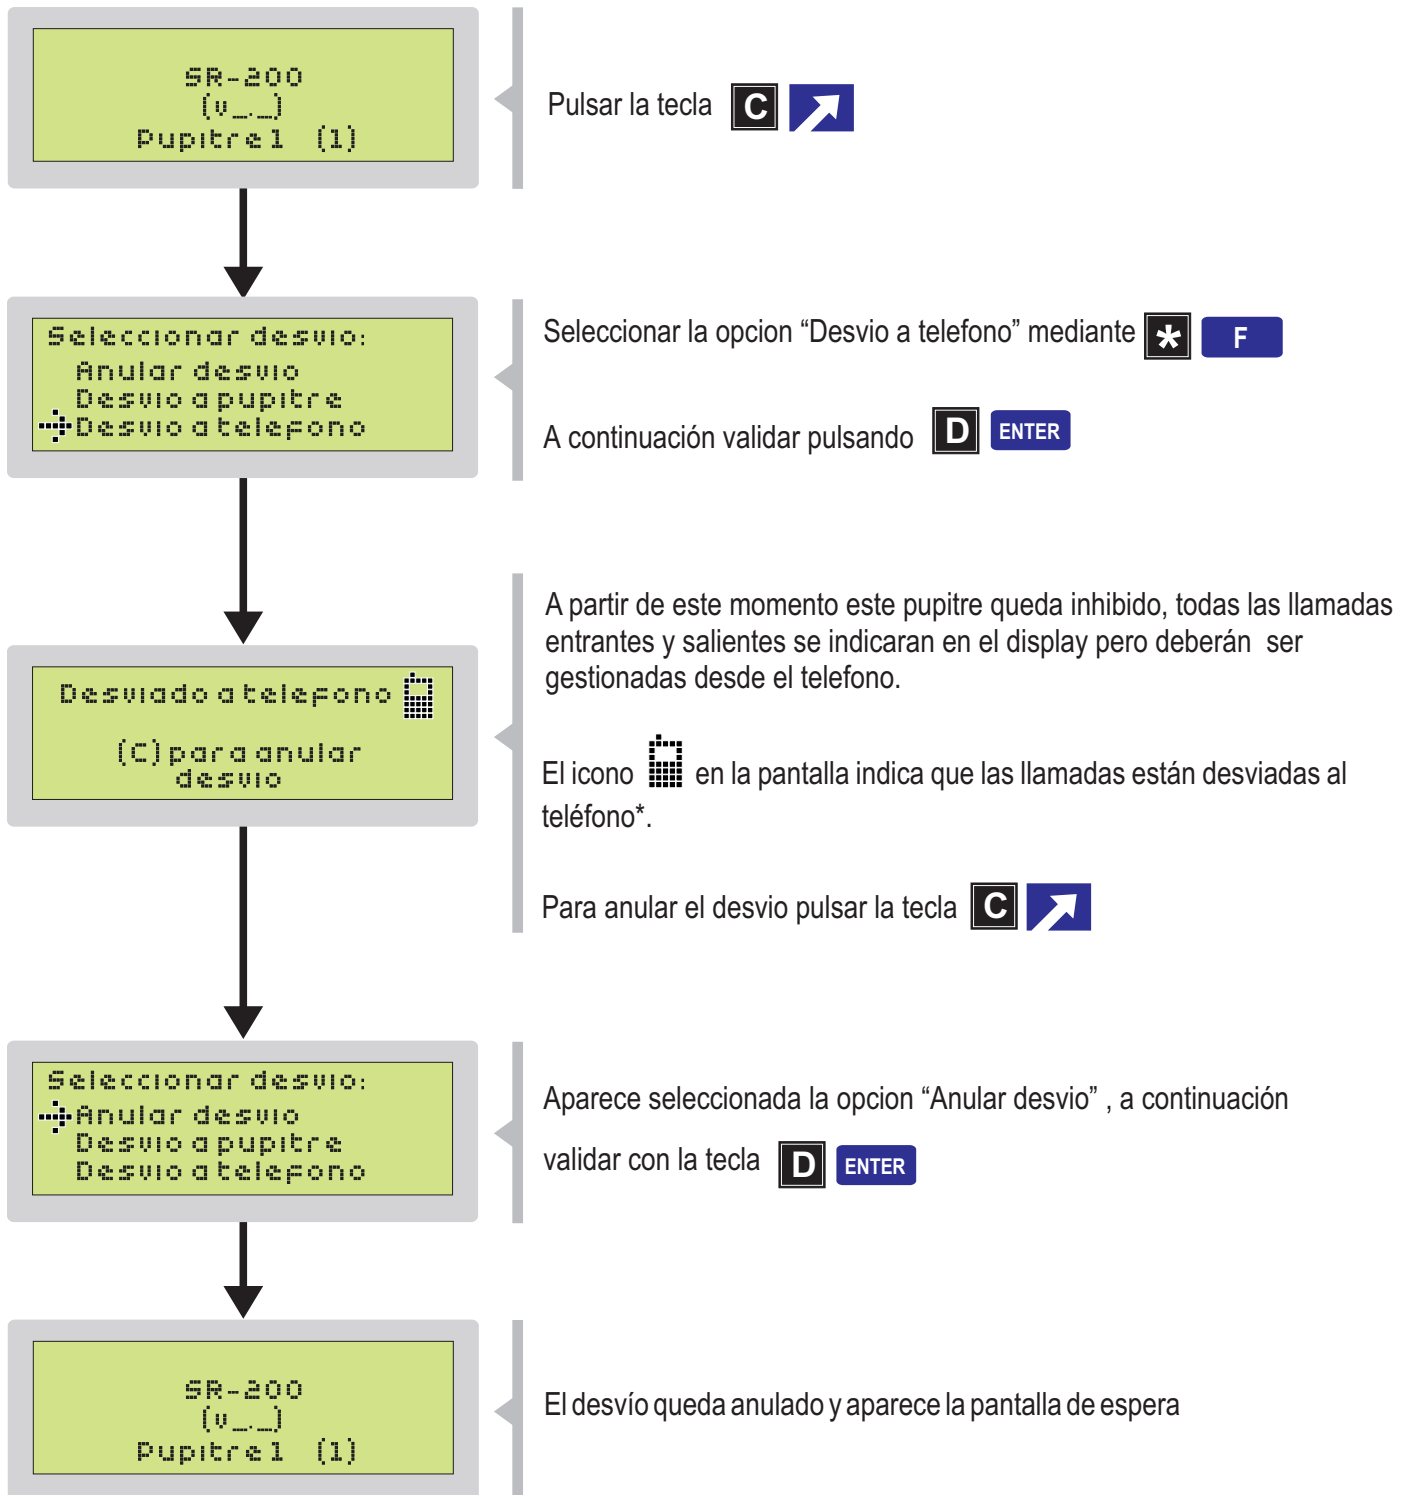 SR-200
(v_._)
Pupitre1 (1)
Pulsar la tecla C
Seleccionar desvio:
Anular desvio
Desvio a pupitre
Desvio a telefono
Seleccionar la opcion “Desvio a telefono” mediante * F
A continuación validar pulsando D ENTER
Desviado a telefono
(C) para anular
desvio
A partir de este momento este pupitre queda inhibido, todas las llamadas
entrantes y salientes se indicaran en el display pero deberán ser
gestionadas desde el telefono.
El icono en la pantalla indica que las llamadas están desviadas al
teléfono*.
Para anular el desvio pulsar la tecla C
Seleccionar desvio:
Anular desvio
Desvio a pupitre
Desvio a telefono
Aparece seleccionada la opcion “Anular desvio” , a continuación
validar con la tecla D ENTER
SR-200
(v_._)
Pupitre1 (1)
El desvío queda anulado y aparece la pantalla de espera